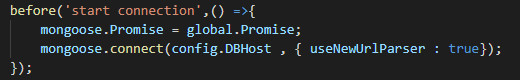 before('start connection',() =>{
    mongoose.Promise = global.Promise;
    mongoose.connect(config.DBHost , { useNewUrlParser : true});
});